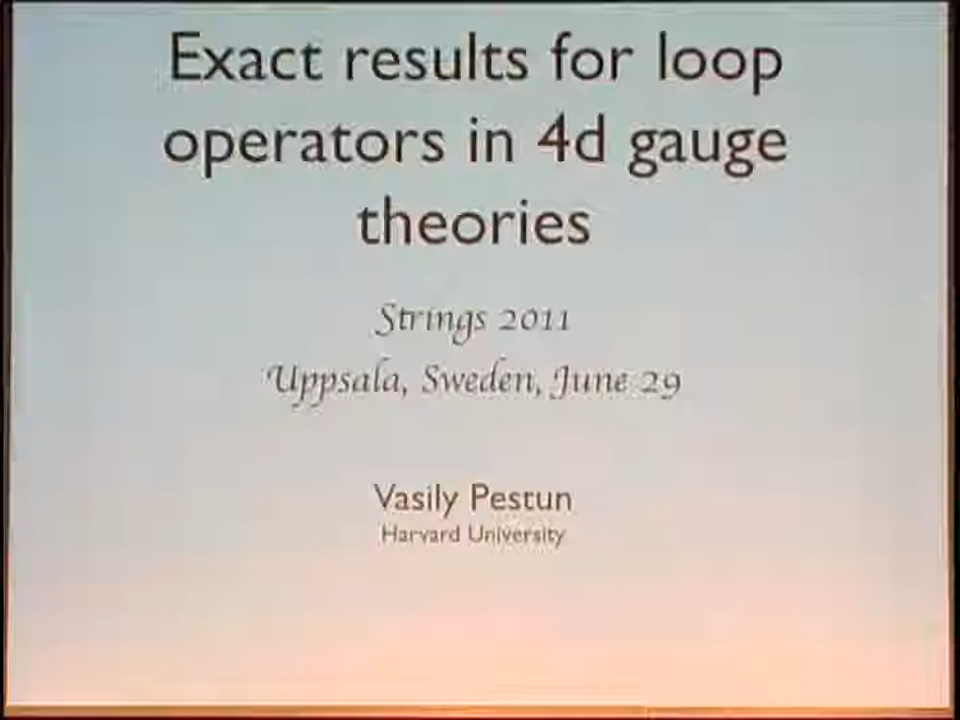 Exact results for loop
operators in 4d gauge
theories
Strings 2011
Uppsala, Sweden, June 29
Vasily Pestun
Harvard University